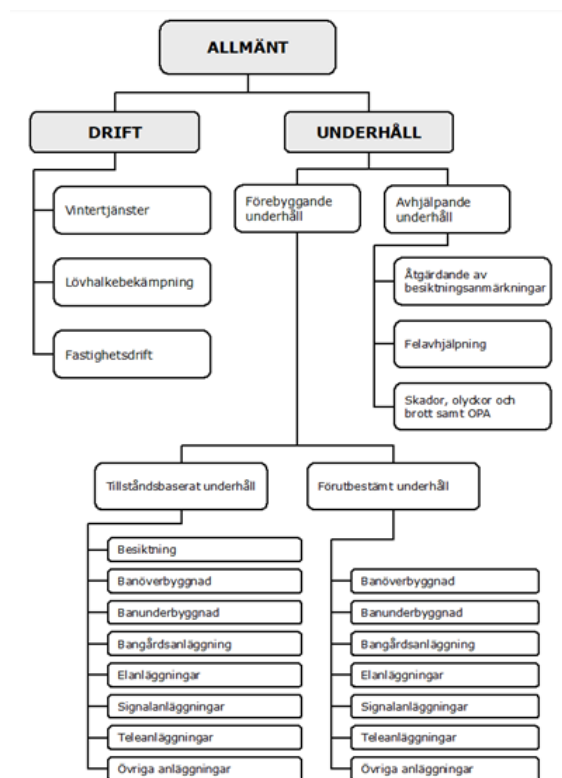 ALLMÄNT
DRIFT
UNDERHÅLL
Vintertjänster
Lövhalkebekämpning
Fastighetsdrift
Förebyggande
underhåll
Avhjälpande
underhåll
Åtgärdande av
besiktningsanmärkningar
Felavhjälpning
Skador, olyckor och
brott samt OPA
Tillståndsbaserat underhåll
Förutbestämt underhåll
Besiktning
Banöverbyggnad
Banunderbyggnad
Bangårdsanläggning
Elanläggningar
Signalanläggningar
Teleanläggningar
Övriga anläggningar
Banöverbyggnad
Banunderbyggnad
Bangårdsanläggning
Elanläggningar
Signalanläggningar
Teleanläggningar
Övriga anläggningar